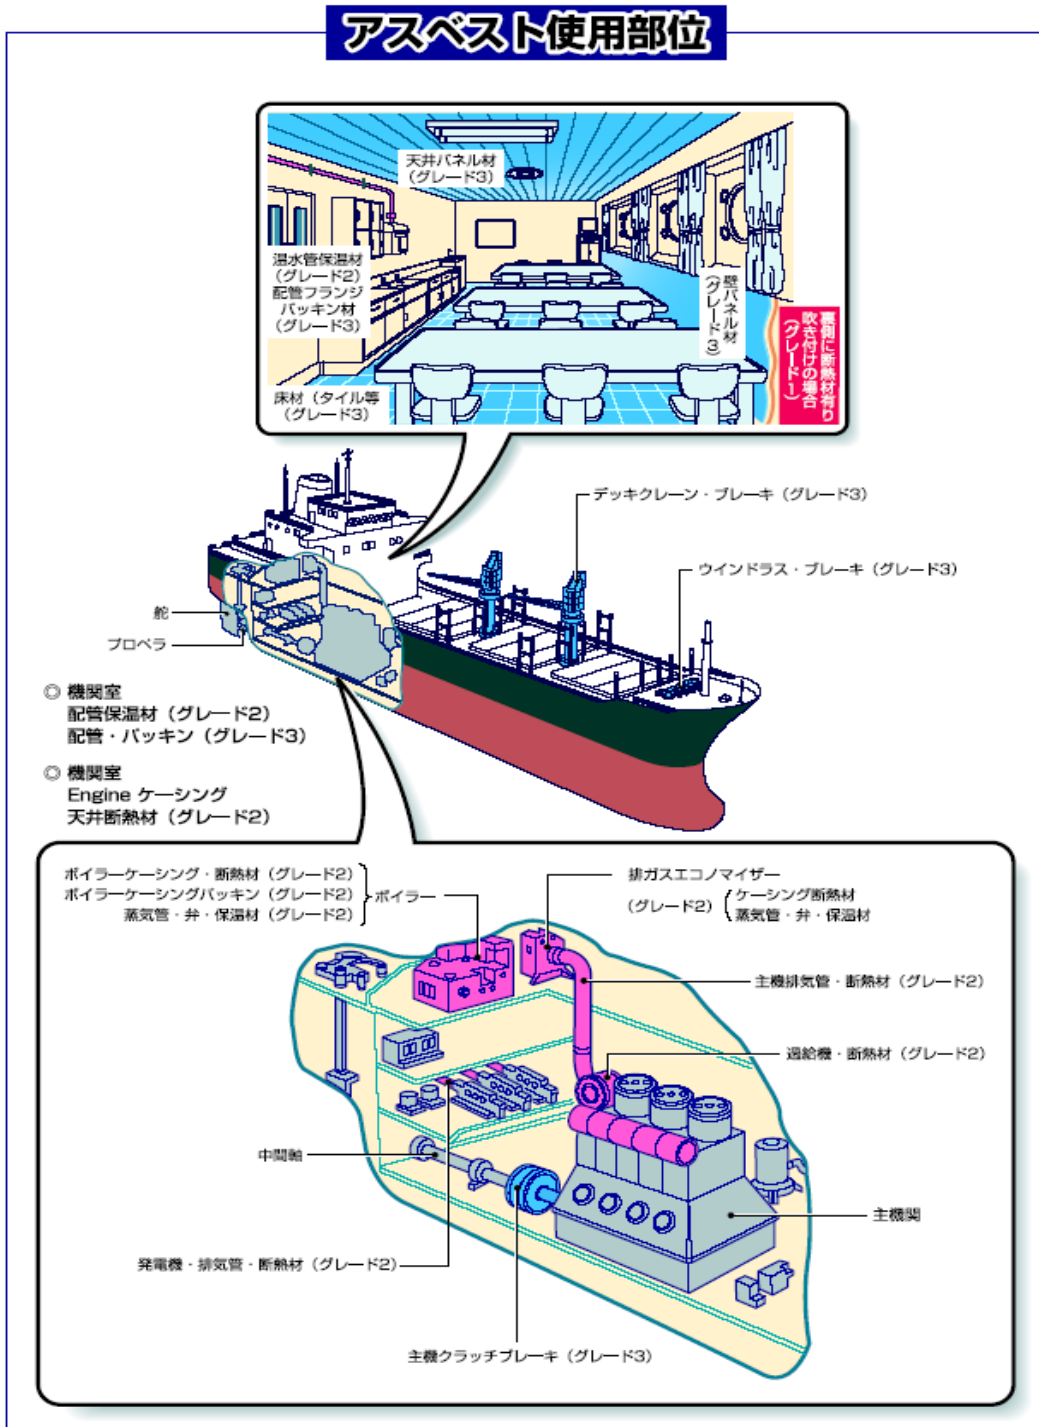 アスベスト使用部位
天井パネル材
(グレード3)
温水管保温材
(グレード2)
配管フランジ
パッキン材
(グレード3)
壁パネル材
(グレード3)
裏側に断熱材有り
吹き付けの場合
(グレード1)
床材(タイル等
(グレード3)
デッキクレーン・ブレーキ(グレード3)
ウインドラス・ブレーキ(グレード3)
舵
プロペラ
◎ 機関室
配管保温材(グレード2)
配管・パッキン(グレード3)
◎ 機関室
Engine ケーシング
天井断熱材(グレード2)
ボイラーケーシング・断熱材(グレード2)
ボイラーケーシングパッキン(グレード2)
蒸気管・弁・保温材(グレード2)
ボイラー
排ガスエコノマイザー
(グレード2)
ケーシング断熱材
蒸気管・弁・保温材
主機排気管・断熱材(グレード2)
過給機・断熱材(グレード2)
中間軸
主機関
発電機・排気管・断熱材(グレード2)
主機クラッチブレーキ(グレード3)